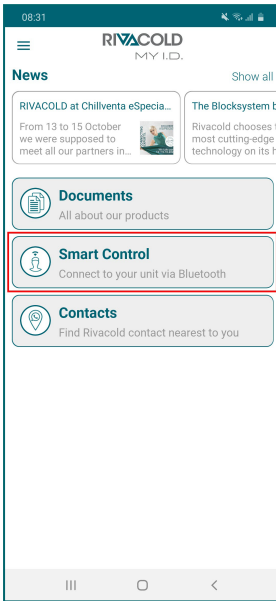 08:31
RIVACOLD
MY I.D.
News
Show all
RIVACOLD at Chillventa eSpecia...
The Blocksystem b
From 13 to 15 October
we were supposed to
meet all our partners in...
Rivacold chooses t
most cutting-edge
technology on its h
Documents
All about our products
Smart Control
Connect to your unit via Bluetooth
Contacts
Find Rivacold contact nearest to you